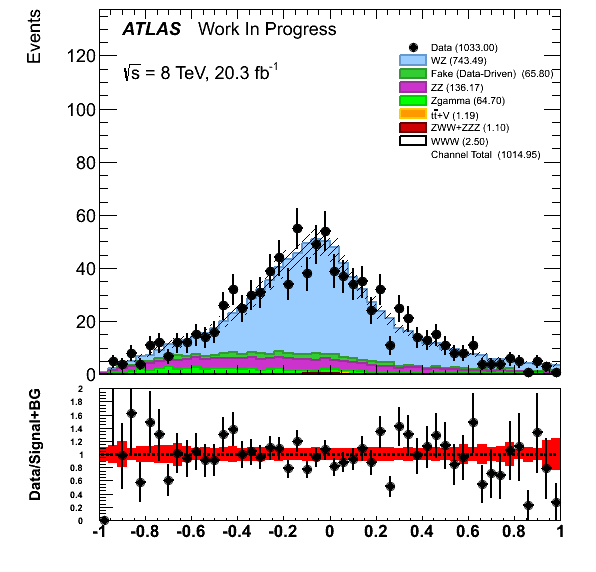 ATLAS Work In Progress
√s = 8 TeV, 20.3 fb⁻¹
Data (1033.00)
WZ (743.49)
Fake (Data-Driven) (65.80)
ZZ (136.17)
Zgamma (64.70)
tt̄+V (1.19)
ZWW+ZZZ (1.10)
WWW (2.50)
Channel Total (1014.95)
Events
120
100
80
60
40
20
0
Data/Signal+BG
2
1.8
1.6
1.4
1.2
1
0.8
0.6
0.4
0.2
0
-1 -0.8 -0.6 -0.4 -0.2 0 0.2 0.4 0.6 0.8 1